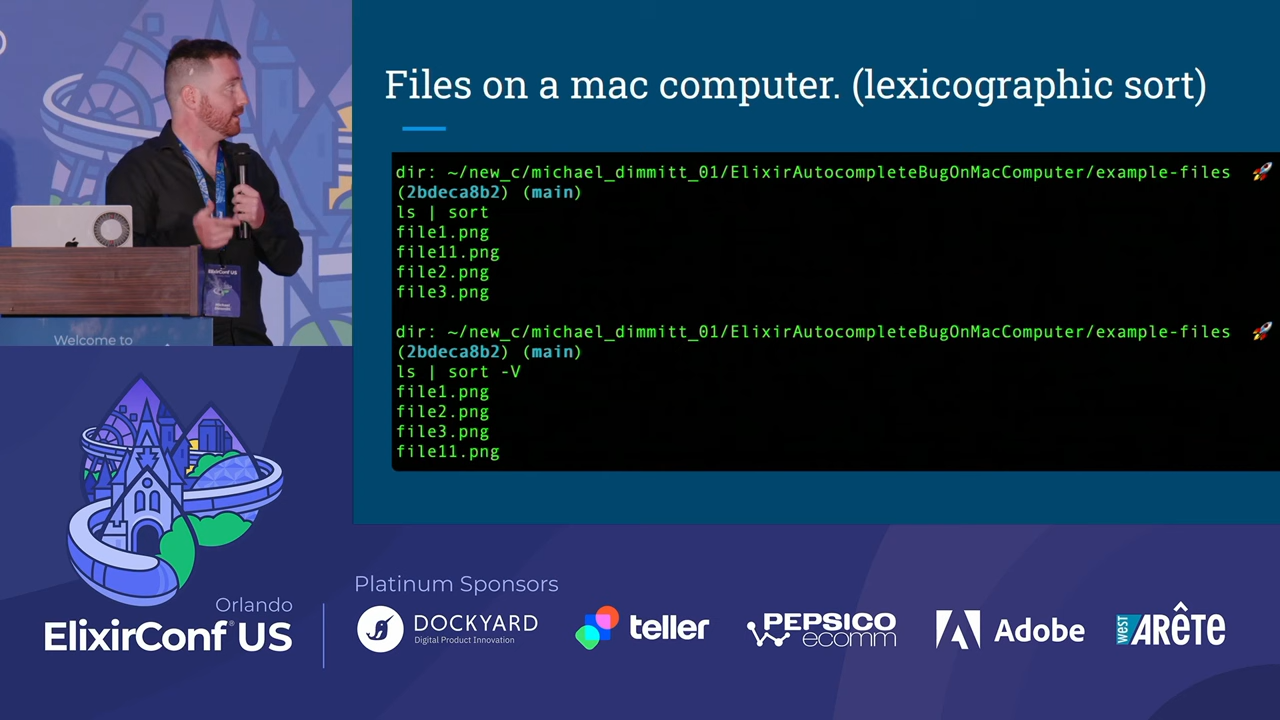 Files on a mac computer. (lexicographic sort)
dir: ~/new_c/michael_dimmitt_01/ElixirAutocompleteBugOnMacComputer/example-files 🚀
(2bdeca8b2) (main)
ls | sort
file1.png
file11.png
file2.png
file3.png
dir: ~/new_c/michael_dimmitt_01/ElixirAutocompleteBugOnMacComputer/example-files 🚀
(2bdeca8b2) (main)
ls | sort -V
file1.png
file2.png
file3.png
file11.png
ElixirConf US
Welcome to
Orlando
ElixirConf® US
Platinum Sponsors
DOCKYARD
Digital Product Innovation
teller
PEPSICO
ecomm
Adobe
west ARÊTE